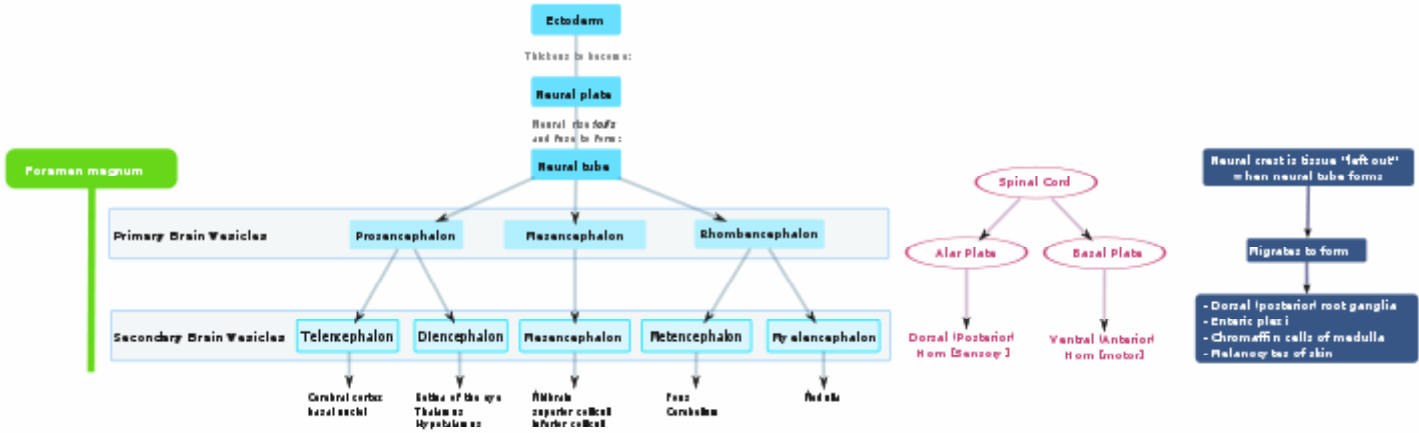 Ectoderm
Thickens to become:
Neural plate
Neural rise folds
and fuse to form:
Neural tube
Foramen magnum
Primary Brain Vesicles
Prosencephalon
Mesencephalon
Rhombencephalon
Secondary Brain Vesicles
Telencephalon
Diencephalon
Mesencephalon
Metencephalon
Myelencephalon
Cerebral cortex
basal nuclei
Retina of the eye
Thalamus
Hypotalamus
Midbrain
superior colliculi
inferior colliculi
Pons
Cerebellum
Medulla
Spinal Cord
Alar Plate
Basal Plate
Dorsal (Posterior)
Horn [Sensory]
Ventral (Anterior)
Horn [motor]
Neural crest is tissue "left out"
when neural tube forms
Migrates to form
- Dorsal (posterior) root ganglia
- Enteric plexi
- Chromaffin cells of medulla
- Melanocytes of skin